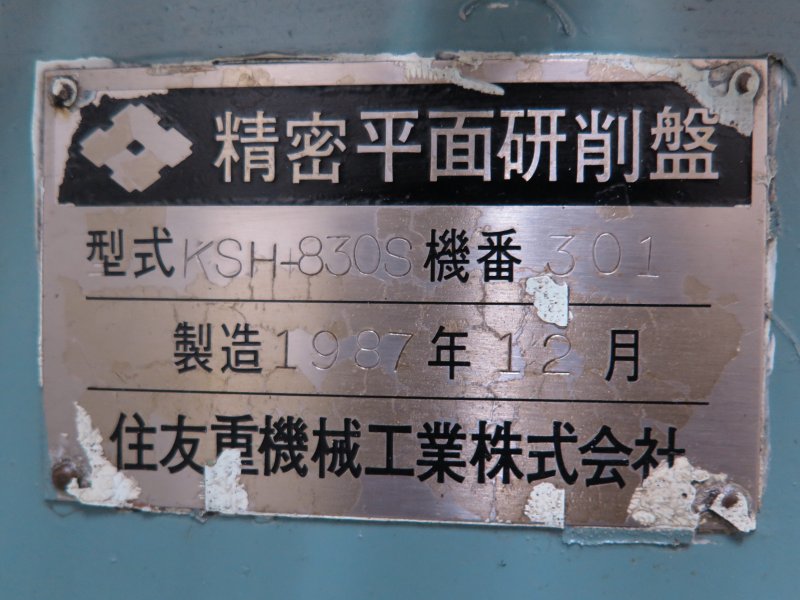 精密平面研削盤
型式 KSH-830S 機番 301
製造 1987 年 12 月
住友重機械工業株式会社